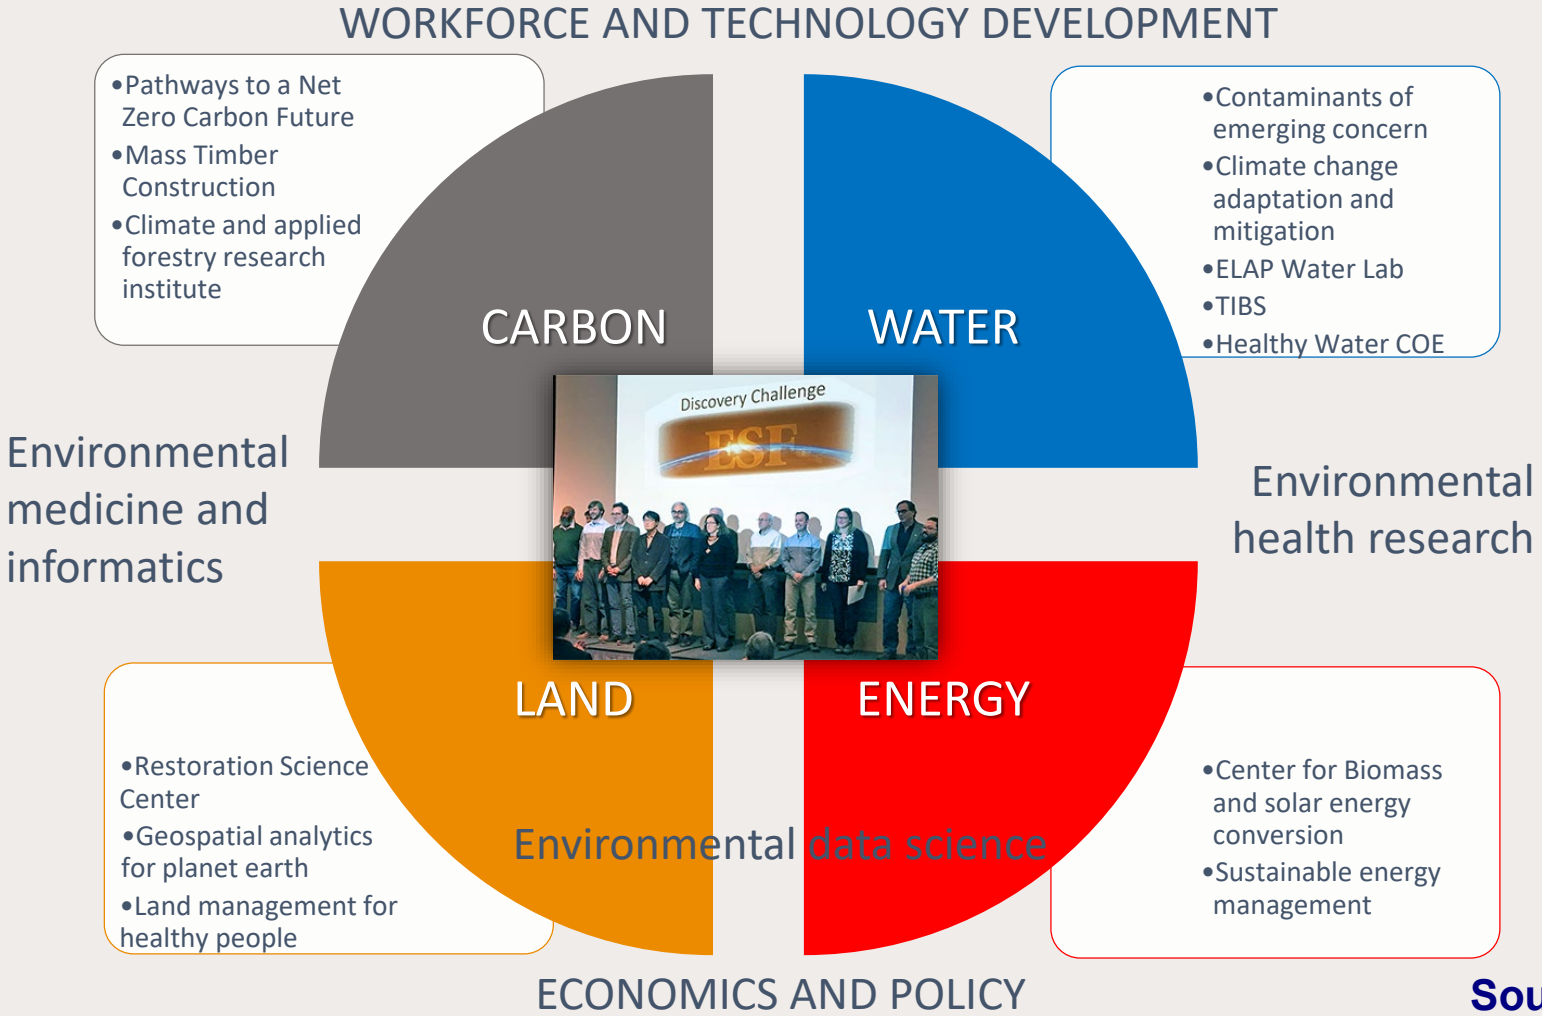 WORKFORCE AND TECHNOLOGY DEVELOPMENT
•Pathways to a Net
Zero Carbon Future
•Mass Timber
Construction
•Climate and applied
forestry research
institute
•Contaminants of
emerging concern
•Climate change
adaptation and
mitigation
•ELAP Water Lab
•TIBS
•Healthy Water COE
CARBON
WATER
Discovery Challenge
ESF
Environmental
medicine and
informatics
Environmental
health research
LAND
ENERGY
•Restoration Science
Center
•Geospatial analytics
for planet earth
•Land management for
healthy people
Environmental data science
•Center for Biomass
and solar energy
conversion
•Sustainable energy
management
ECONOMICS AND POLICY
Sou